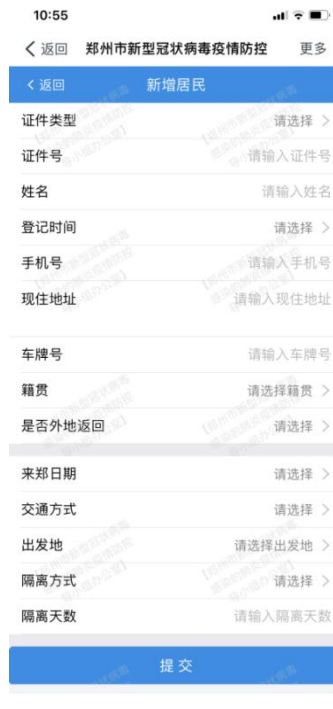 10:55
返回 郑州市新型冠状病毒疫情防控 更多
返回 新增居民
证件类型 请选择
证件号 请输入证件号
姓名 请输入姓名
登记时间 请选择
手机号 请输入手机号
现住地址 请输入现住地址
车牌号 请输入车牌号
籍贯 请选择籍贯
是否外地返回 请选择
来郑日期 请选择
交通方式 请选择
出发地 请选择出发地
隔离方式 请选择
隔离天数 请输入隔离天数
提交